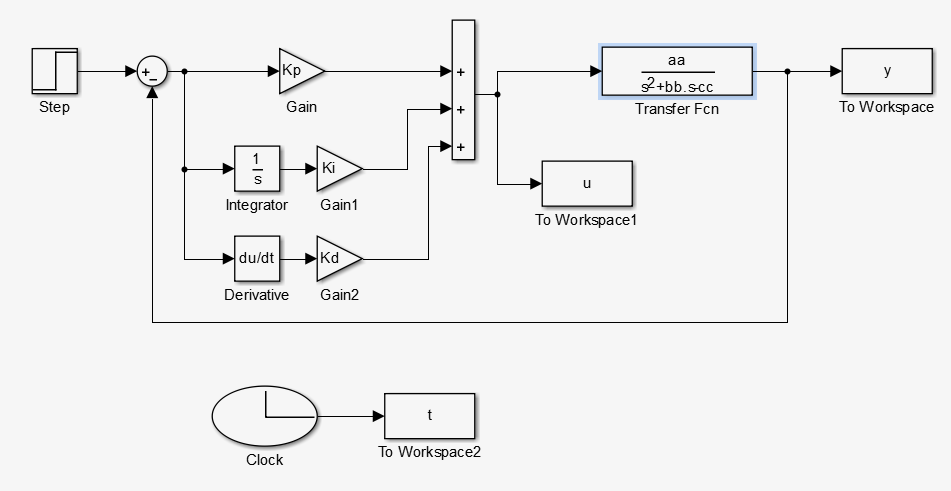 Step
+
−
Kp
Gain
1
s
Integrator
Ki
Gain1
du/dt
Derivative
Kd
Gain2
+
+
+
aa
s²+bb.s-cc
Transfer Fcn
y
To Workspace
u
To Workspace1
Clock
t
To Workspace2